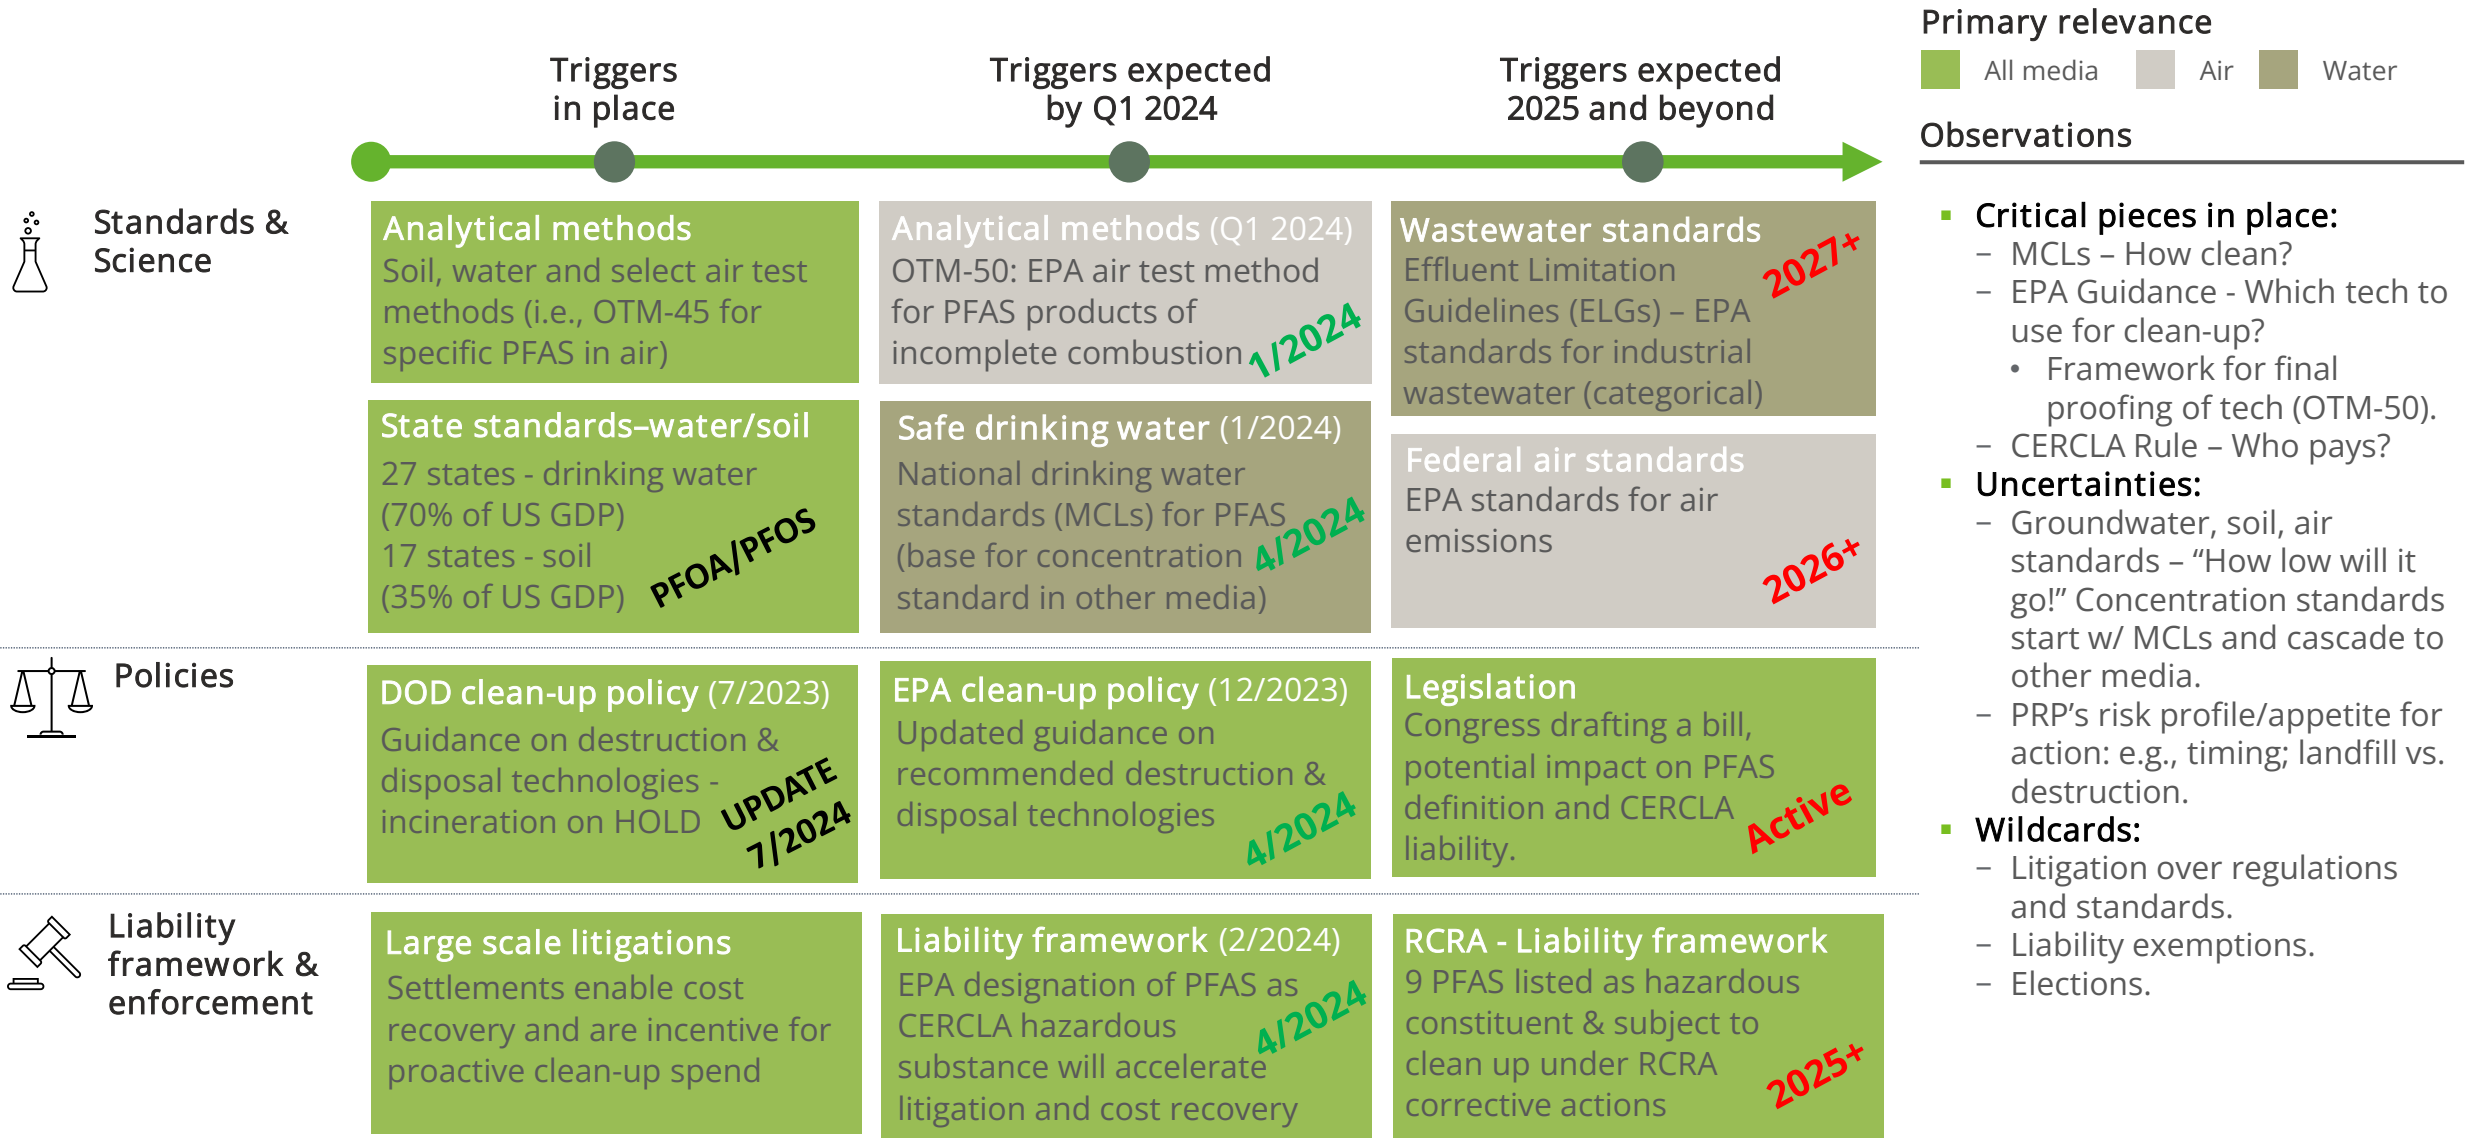 Primary relevance
All media
Air
Water
Triggers
in place
Triggers expected
by Q1 2024
Triggers expected
2025 and beyond
Standards &
Science
Analytical methods
Soil, water and select air test
methods (i.e., OTM-45 for
specific PFAS in air)
Analytical methods (Q1 2024)
OTM-50: EPA air test method
for PFAS products of
incomplete combustion
1/2024
Wastewater standards
Effluent Limitation
Guidelines (ELGs) – EPA
standards for industrial
wastewater (categorical)
2027+
State standards–water/soil
27 states - drinking water
(70% of US GDP)
17 states - soil
(35% of US GDP)
PFOA/PFOS
Safe drinking water (1/2024)
National drinking water
standards (MCLs) for PFAS
(base for concentration
standard in other media)
4/2024
Federal air standards
EPA standards for air
emissions
2026+
Policies
DOD clean-up policy (7/2023)
Guidance on destruction &
disposal technologies -
incineration on HOLD
UPDATE
7/2024
EPA clean-up policy (12/2023)
Updated guidance on
recommended destruction &
disposal technologies
4/2024
Legislation
Congress drafting a bill,
potential impact on PFAS
definition and CERCLA
liability.
Active
Liability
framework &
enforcement
Large scale litigations
Settlements enable cost
recovery and are incentive for
proactive clean-up spend
Liability framework (2/2024)
EPA designation of PFAS as
CERCLA hazardous
substance will accelerate
litigation and cost recovery
4/2024
RCRA - Liability framework
9 PFAS listed as hazardous
constituent & subject to
clean up under RCRA
corrective actions
2025+
Observations
▪ Critical pieces in place:
− MCLs – How clean?
− EPA Guidance - Which tech to
use for clean-up?
• Framework for final
proofing of tech (OTM-50).
− CERCLA Rule – Who pays?
▪ Uncertainties:
− Groundwater, soil, air
standards – “How low will it
go!” Concentration standards
start w/ MCLs and cascade to
other media.
− PRP’s risk profile/appetite for
action: e.g., timing; landfill vs.
destruction.
▪ Wildcards:
− Litigation over regulations
and standards.
− Liability exemptions.
− Elections.